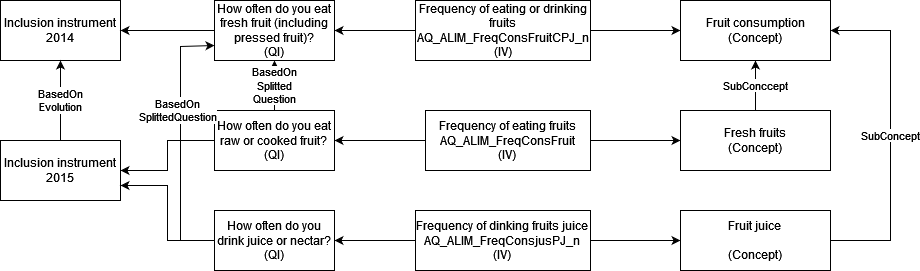 Inclusion instrument
2014
How often do you eat
fresh fruit (including
pressed fruit)?
(QI)
Frequency of eating or drinking
fruits
AQ_ALIM_FreqConsFruitCPJ_n
(IV)
Fruit consumption
(Concept)
BasedOn
Evolution
BasedOn
SplittedQuestion
BasedOn
Splitted
Question
SubConccept
SubConcept
Inclusion instrument
2015
How often do you eat
raw or cooked fruit?
(QI)
Frequency of eating fruits
AQ_ALIM_FreqConsFruit
(IV)
Fresh fruits
(Concept)
How often do you
drink juice or nectar?
(QI)
Frequency of dinking fruits juice
AQ_ALIM_FreqConsjusPJ_n
(IV)
Fruit juice
(Concept)